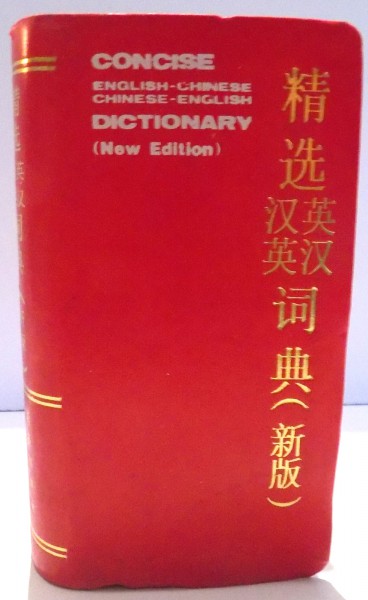 CONCISE
ENGLISH-CHINESE
CHINESE-ENGLISH
DICTIONARY
(New Edition)
精选
英汉
汉英
词典(新版)